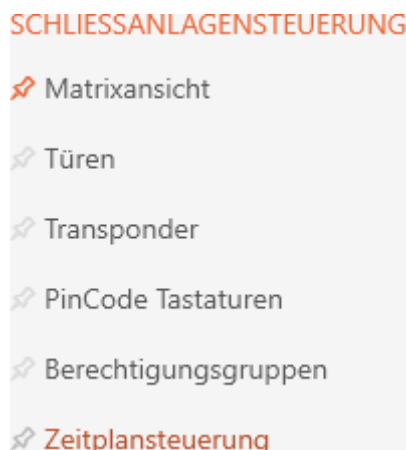 SCHLIESSANLAGENSTEUERUNG
Matrixansicht
Türen
Transponder
PinCode Tastaturen
Berechtigungsgruppen
Zeitplansteuerung